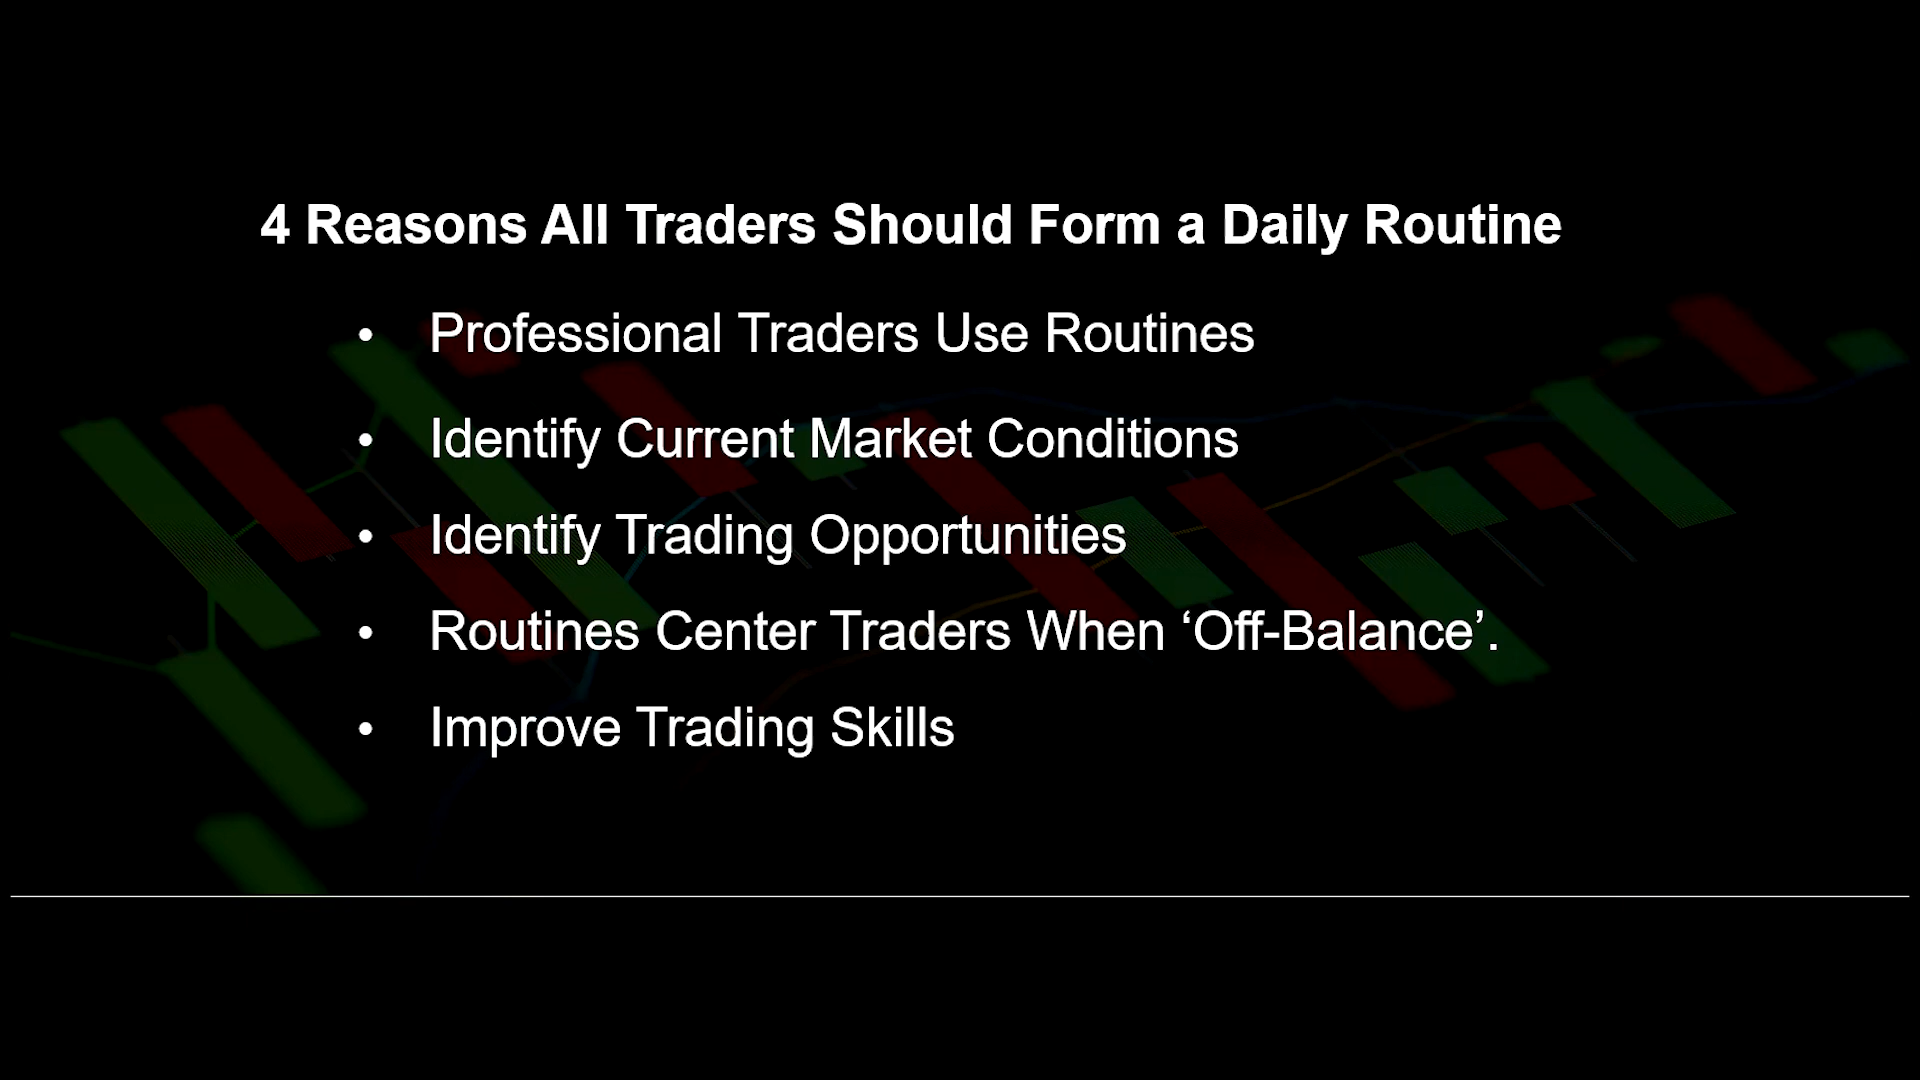 4 Reasons All Traders Should Form a Daily Routine
• Professional Traders Use Routines
• Identify Current Market Conditions
• Identify Trading Opportunities
• Routines Center Traders When ‘Off-Balance’.
• Improve Trading Skills